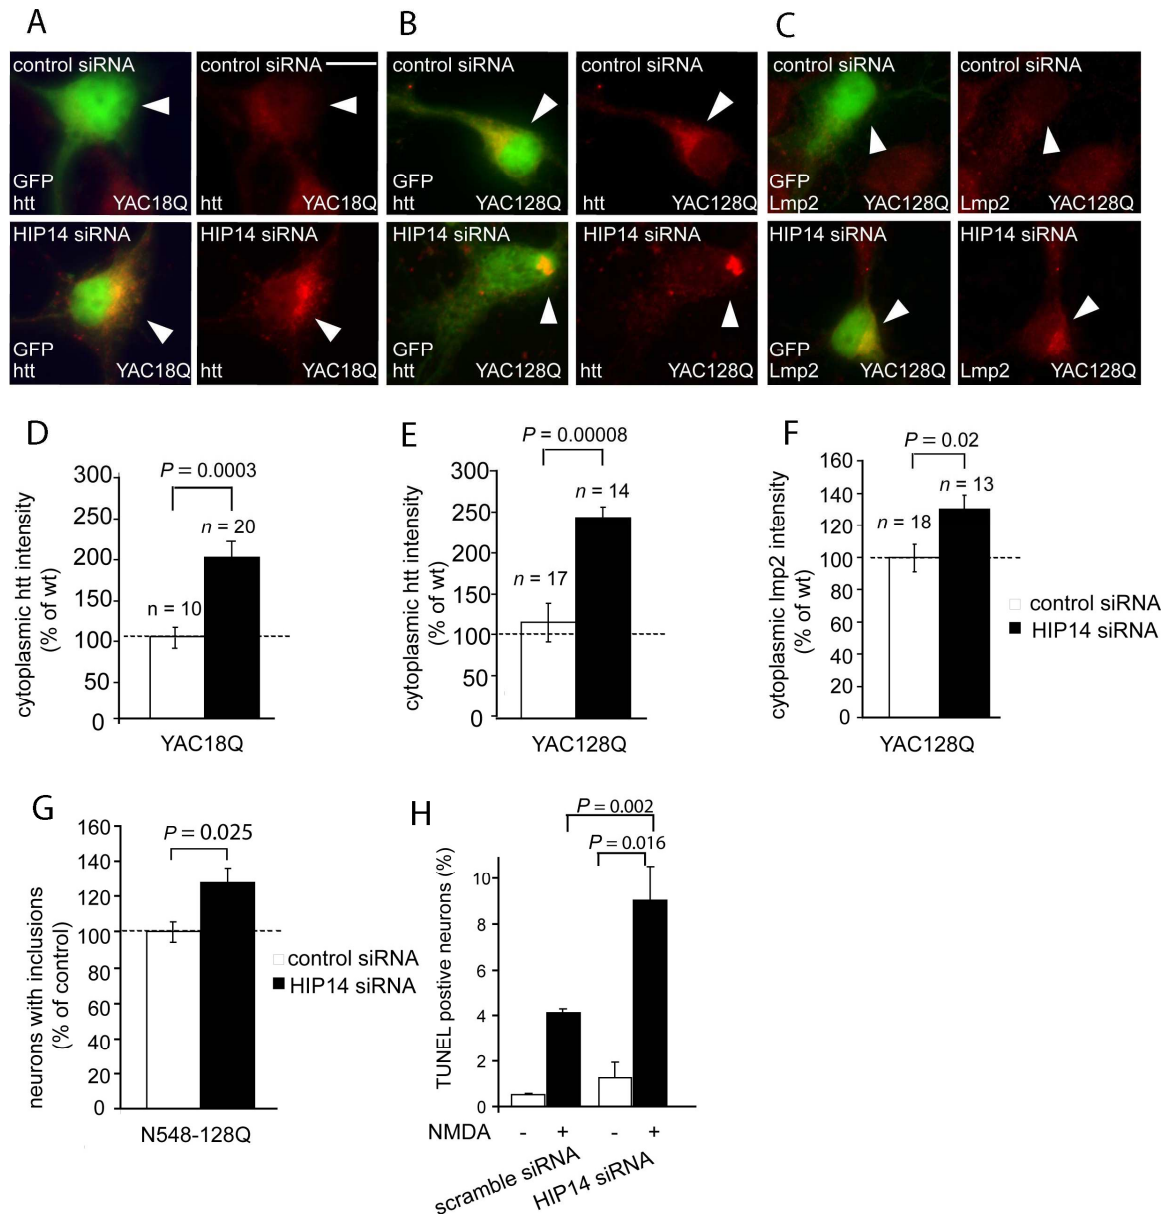 A
B
C
control siRNA
control siRNA
control siRNA
control siRNA
control siRNA
control siRNA
GFP
htt
YAC18Q
htt
YAC18Q
GFP
htt
YAC128Q
htt
YAC128Q
GFP
Lmp2
YAC128Q
Lmp2
YAC128Q
HIP14 siRNA
HIP14 siRNA
HIP14 siRNA
HIP14 siRNA
HIP14 siRNA
HIP14 siRNA
GFP
htt
YAC18Q
htt
YAC18Q
GFP
htt
YAC128Q
htt
YAC128Q
GFP
Lmp2
YAC128Q
Lmp2
YAC128Q
D
cytoplasmic htt intensity
(% of wt)
300
250
200
150
100
50
0
P = 0.0003
n = 20
n = 10
YAC18Q
E
cytoplasmic htt intensity
(% of wt)
300
250
200
150
100
50
0
P = 0.00008
n = 14
n = 17
YAC128Q
F
cytoplasmic lmp2 intensity
(% of wt)
160
140
120
100
80
60
40
20
0
P = 0.02
n = 13
n = 18
YAC128Q
control siRNA
HIP14 siRNA
G
neurons with inclusions
(% of control)
160
140
120
100
80
60
40
20
0
P = 0.025
N548-128Q
control siRNA
HIP14 siRNA
H
TUNEL postive neurons (%)
10
8
6
4
2
0
P = 0.002
P = 0.016
NMDA - + - +
scramble siRNA
HIP14 siRNA